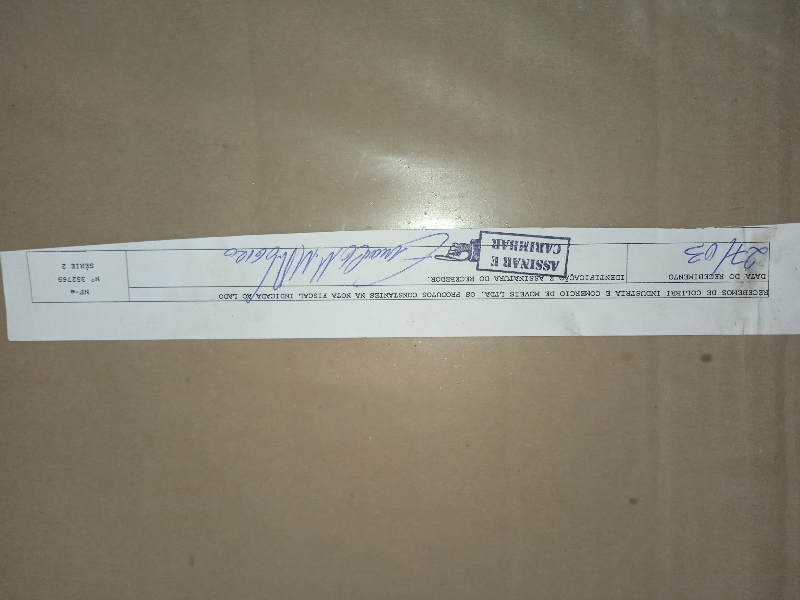 RECEBEMOS DE COLIBRI INDUSTRIA E COMERCIO DE MOVEIS LTDA. OS PRODUTOS CONSTANTES NA NOTA FISCAL INDICADA AO LADO
DATA DO RECEBIMENTO
27/03
IDENTIFICAÇÃO E ASSINATURA DO RECEBEDOR.
ASSINAR E
CARIMBAR
NF-e
Nº 352769
SÉRIE 2